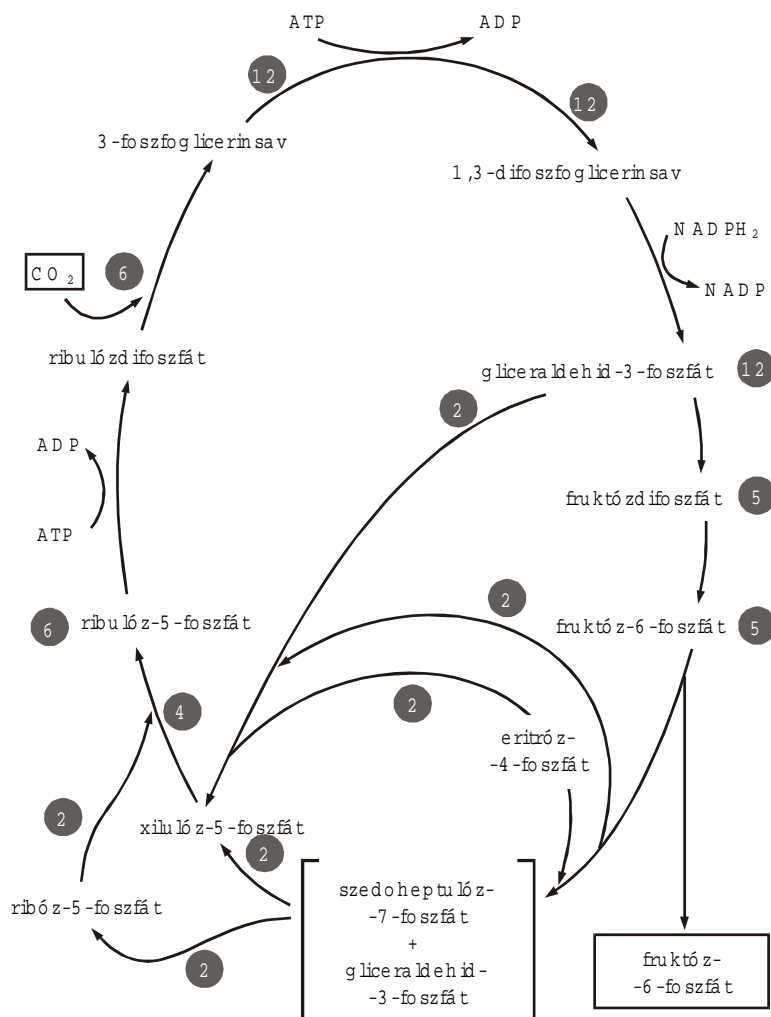 ATP
ADP
12
12
3-foszfoglicerinsav
1,3-difoszfoglicerinsav
NADPH₂
CO₂
6
NADP
ribulózdifoszfát
gliceraldehid-3-foszfát
12
2
ADP
fruktózdifoszfát
5
ATP
2
6
ribulóz-5-foszfát
fruktóz-6-foszfát
5
4
2
eritróz-
-4-foszfát
2
xilulóz-5-foszfát
2
ribóz-5-foszfát
szedoheptulóz-
-7-foszfát
+
gliceraldehid-
-3-foszfát
2
fruktóz-
-6-foszfát